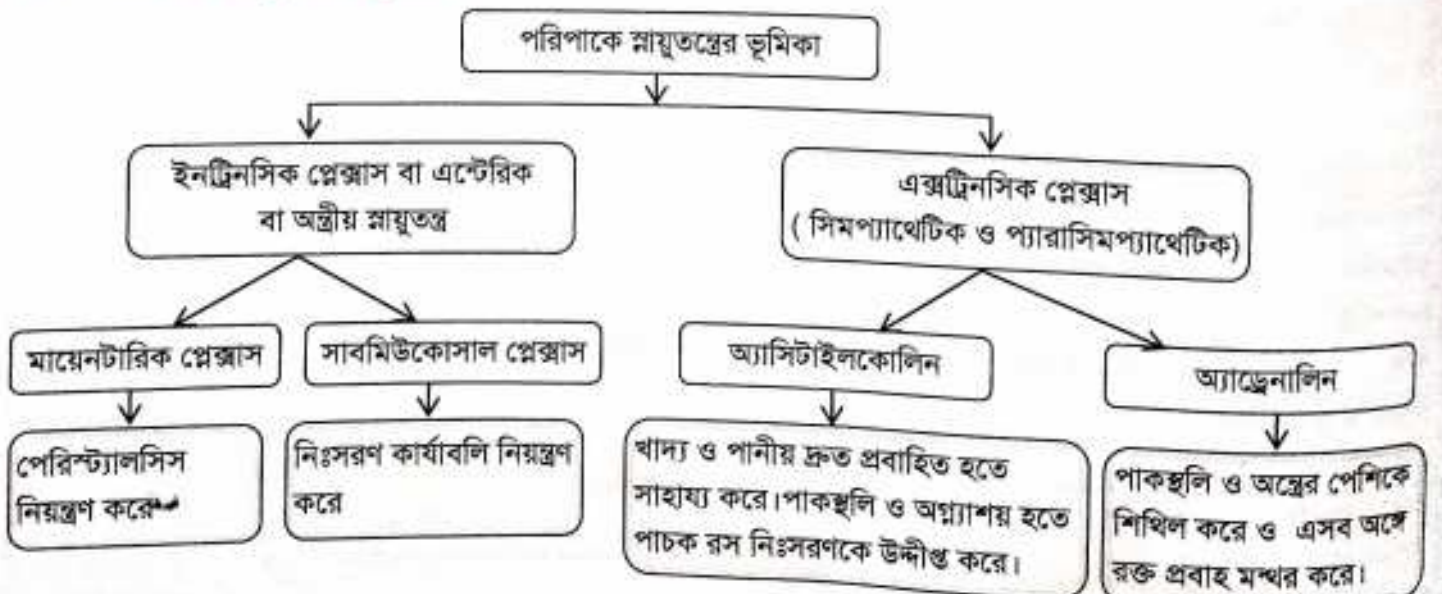 পরিপাকে স্নায়ুতন্ত্রের ভূমিকা
ইনট্রিনসিক প্লেক্সাস বা এন্টেরিক
বা অন্ত্রীয় স্নায়ুতন্ত্র
এক্সট্রিনসিক প্লেক্সাস
( সিমপ্যাথেটিক ও প্যারাসিমপ্যাথেটিক)
মায়েনটারিক প্লেক্সাস
সাবমিউকোসাল প্লেক্সাস
অ্যাসিটাইলকোলিন
অ্যাড্রেনালিন
পেরিস্ট্যালসিস
নিয়ন্ত্রণ করে
নিঃসরণ কার্যাবলি নিয়ন্ত্রণ
করে
খাদ্য ও পানীয় দ্রুত প্রবাহিত হতে
সাহায্য করে।পাকস্থলি ও অগ্ন্যাশয় হতে
পাচক রস নিঃসরণকে উদ্দীপ্ত করে।
পাকস্থলি ও অন্ত্রের পেশিকে
শিথিল করে ও এসব অঙ্গে
রক্ত প্রবাহ মন্থর করে।